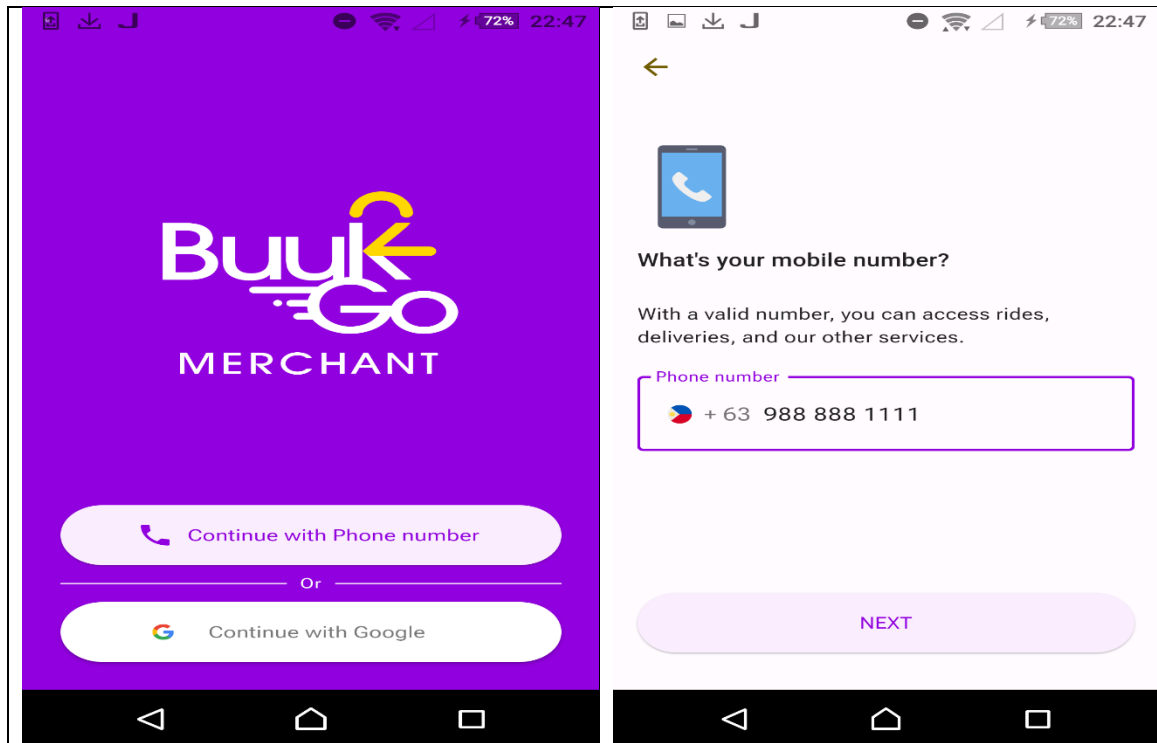 72% 22:47
Buuk
Go
MERCHANT
Continue with Phone number
Or
Continue with Google
72% 22:47
What's your mobile number?
With a valid number, you can access rides,
deliveries, and our other services.
Phone number
+ 63 988 888 1111
NEXT